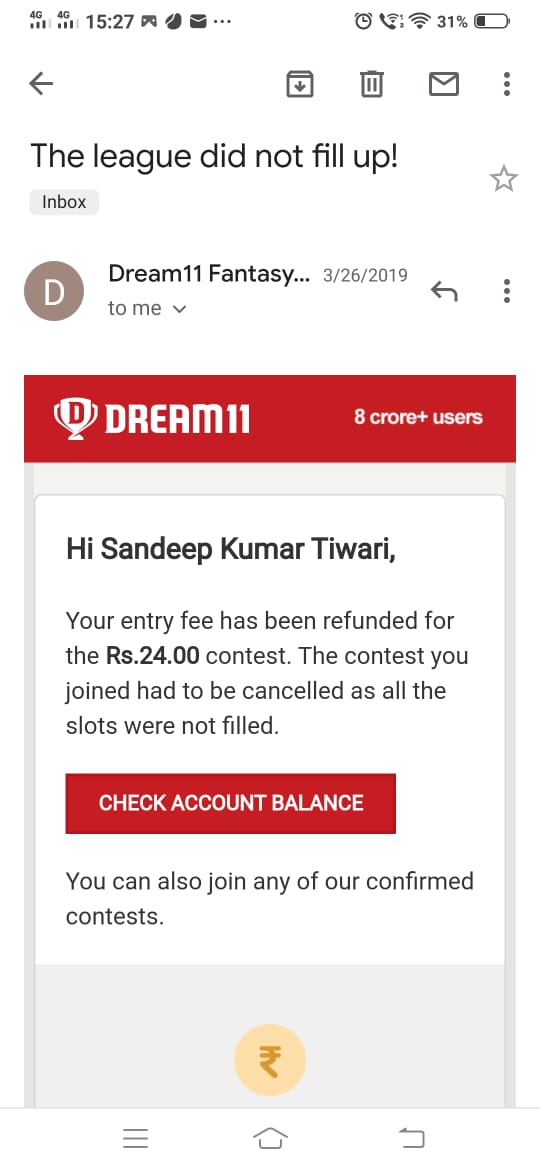 4G 4G 15:27 ... 31%
The league did not fill up!
Inbox
D Dream11 Fantasy... 3/26/2019
to me
D DREAM11 8 crore+ users
Hi Sandeep Kumar Tiwari,
Your entry fee has been refunded for
the Rs.24.00 contest. The contest you
joined had to be cancelled as all the
slots were not filled.
CHECK ACCOUNT BALANCE
You can also join any of our confirmed
contests.
₹